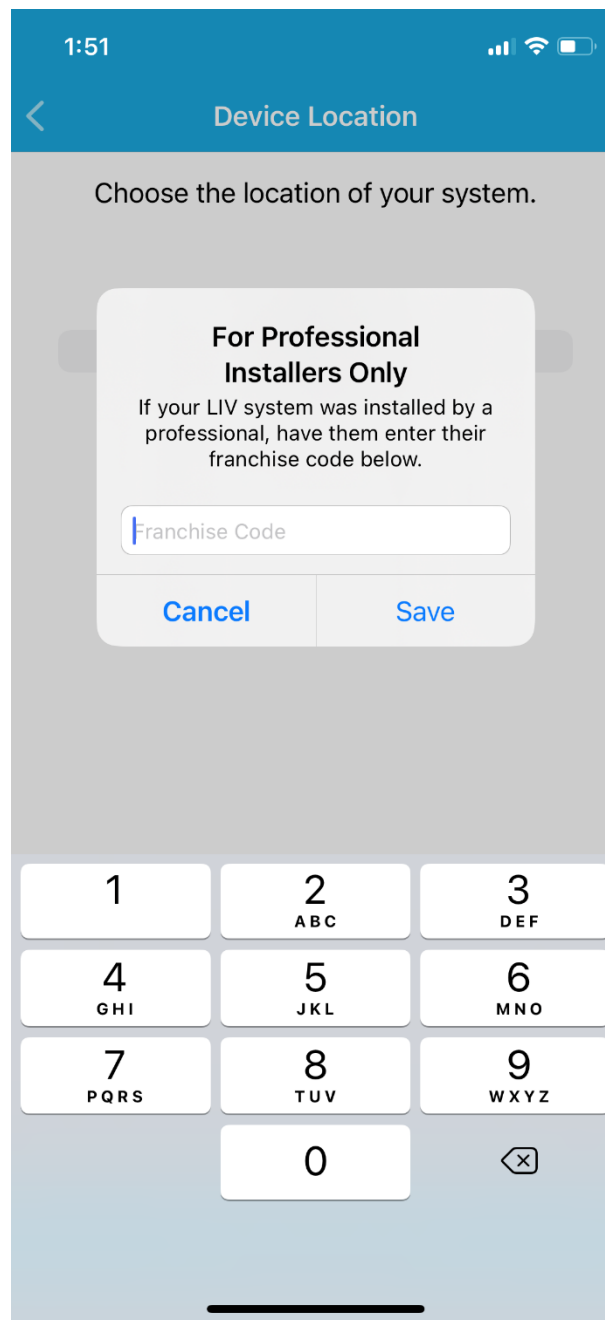 1:51
Device Location
Choose the location of your system.
For Professional
Installers Only
If your LIV system was installed by a
professional, have them enter their
franchise code below.
Franchise Code
Cancel Save
1 2 3
ABC DEF
4 5 6
GHI JKL MNO
7 8 9
PQRS TUV WXYZ
0